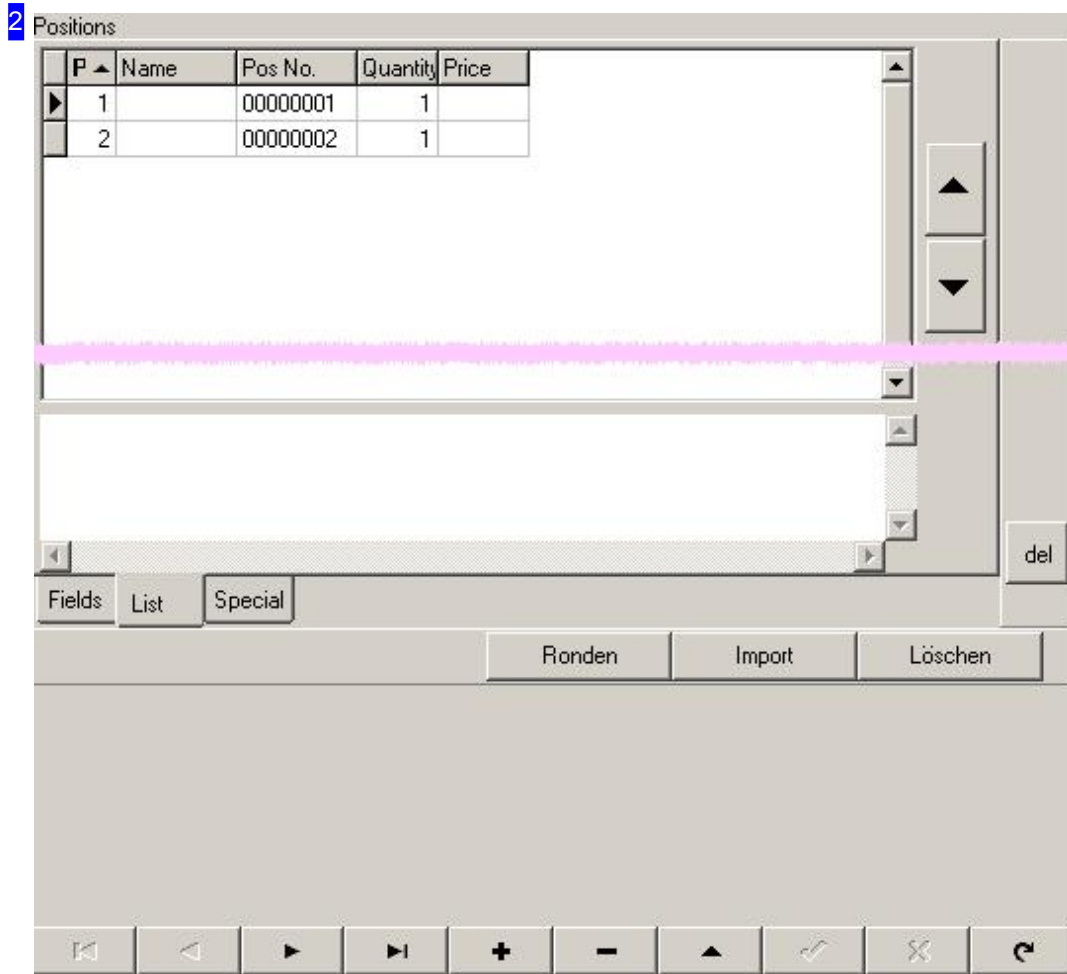 2
Positions
P Name Pos No. Quantity Price
1 00000001 1
2 00000002 1
del
Fields List Special
Ronden Import Löschen